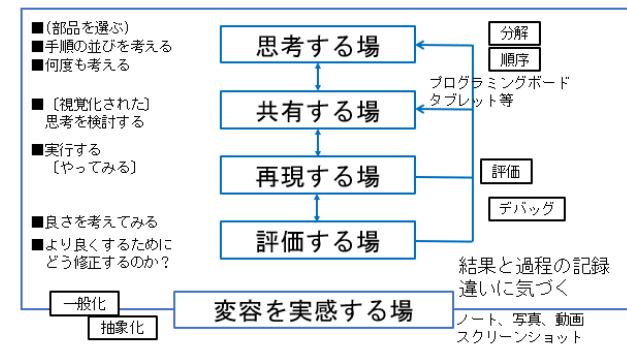 ■(部品を選ぶ)
■手順の並びを考える
■何度も考える
思考する場
分解
順序
プログラミングボード
タブレット等
■〔視覚化された〕
思考を検討する
共有する場
■実行する
〔やってみる〕
再現する場
評価
デバッグ
■良さを考えてみる
■より良くするために
どう修正するのか?
評価する場
結果と過程の記録
違いに気づく
一般化
抽象化
変容を実感する場
ノート、写真、動画
スクリーンショット